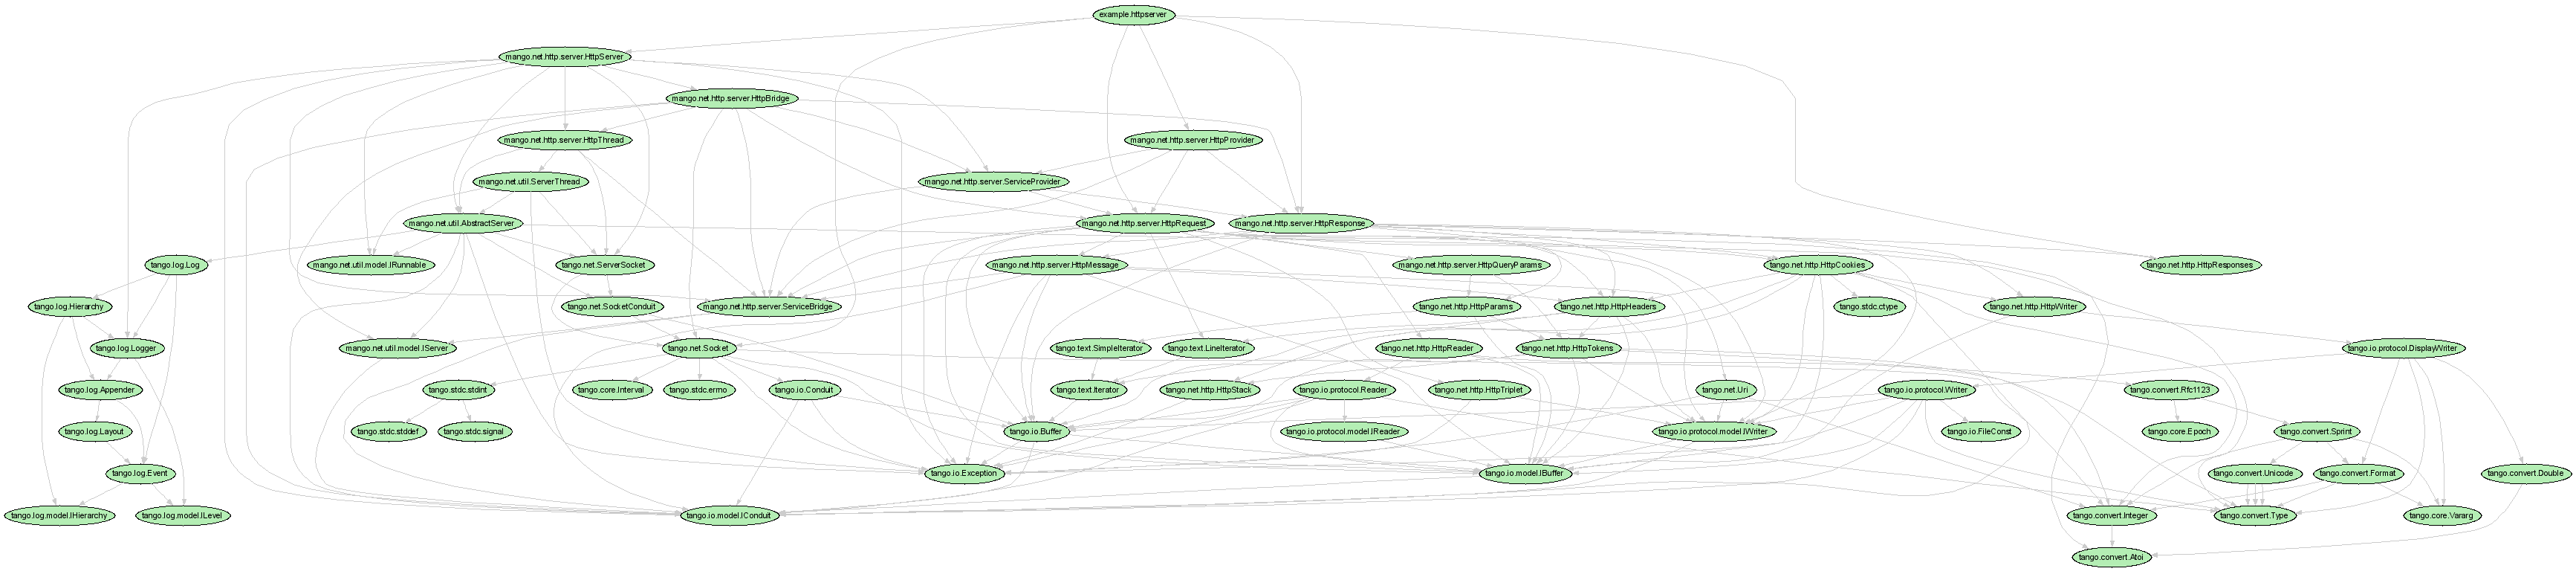 example.httpserver
mango.net.http.server.HttpServer
mango.net.http.server.HttpBridge
mango.net.http.server.HttpThread
mango.net.http.server.HttpProvider
mango.net.util.ServerThread
mango.net.http.server.ServiceProvider
mango.net.util.AbstractServer
mango.net.http.server.HttpRequest
mango.net.http.server.HttpResponse
tango.log.Log
mango.net.util.model.IRunnable
tango.net.ServerSocket
mango.net.http.server.HttpMessage
mango.net.http.server.HttpQueryParams
tango.net.http.HttpCookies
tango.net.http.HttpResponses
tango.log.Hierarchy
tango.net.SocketConduit
mango.net.http.server.ServiceBridge
tango.net.http.HttpParams
tango.net.http.HttpHeaders
tango.stdc.ctype
tango.net.http.HttpWriter
tango.log.Logger
mango.net.util.model.IServer
tango.net.Socket
tango.text.SimpleIterator
tango.text.LineIterator
tango.net.http.HttpReader
tango.net.http.HttpTokens
tango.io.protocol.DisplayWriter
tango.log.Appender
tango.stdc.stdint
tango.core.Interval
tango.stdc.errno
tango.io.Conduit
tango.text.Iterator
tango.net.http.HttpStack
tango.io.protocol.Reader
tango.net.http.HttpTriplet
tango.net.Uri
tango.io.protocol.Writer
tango.convert.Rfc1123
tango.log.Layout
tango.stdc.stddef
tango.stdc.signal
tango.io.Buffer
tango.io.protocol.model.IReader
tango.io.protocol.model.IWriter
tango.io.FileConst
tango.core.Epoch
tango.convert.Sprint
tango.log.Event
tango.io.Exception
tango.io.model.IBuffer
tango.convert.Unicode
tango.convert.Format
tango.convert.Double
tango.log.model.IHierarchy
tango.log.model.ILevel
tango.io.model.IConduit
tango.convert.Integer
tango.convert.Type
tango.core.Vararg
tango.convert.Atoi